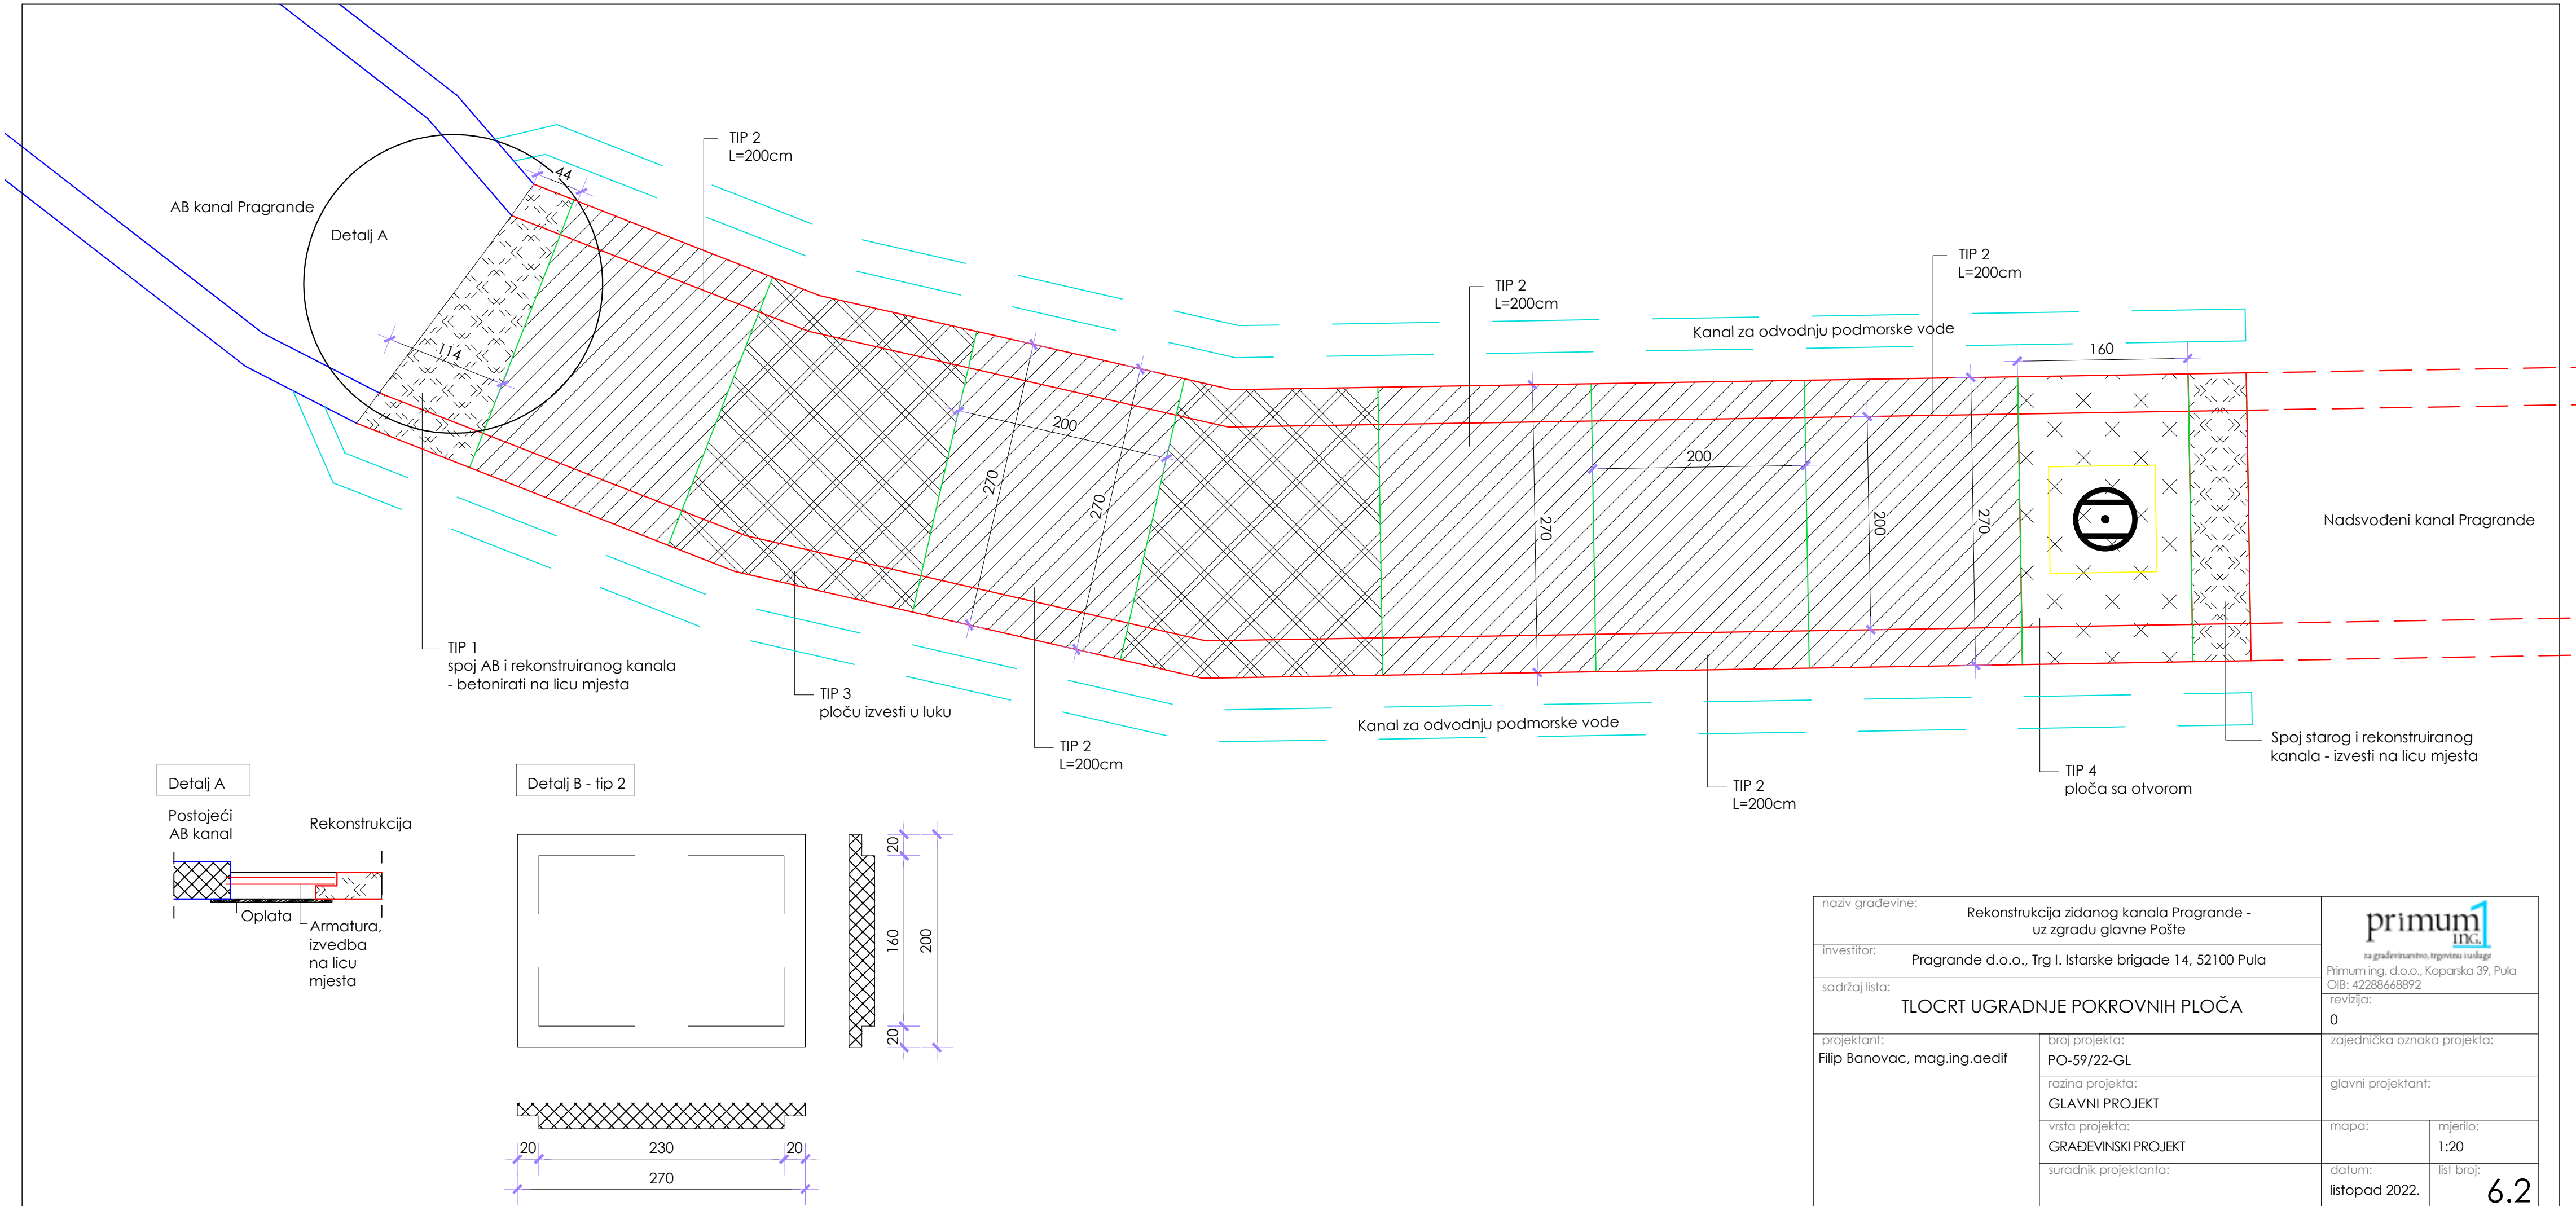 TIP 2
L=200cm
44
AB kanal Pragrande
Detalj A
114
TIP 2
L=200cm
TIP 2
L=200cm
Kanal za odvodnju podmorske vode
160
200
270
270
200
270
200
270
Nadsvođeni kanal Pragrande
TIP 1
spoj AB i rekonstruiranog kanala
- betonirati na licu mjesta
TIP 3
ploču izvesti u luku
TIP 2
L=200cm
Kanal za odvodnju podmorske vode
TIP 2
L=200cm
TIP 4
ploča sa otvorom
Spoj starog i rekonstruiranog
kanala - izvesti na licu mjesta
Detalj A
Postojeći
AB kanal
Rekonstrukcija
Oplata
Armatura,
izvedba
na licu
mjesta
Detalj B - tip 2
20
160
200
20
20
230
20
270
naziv građevine:
Rekonstrukcija zidanog kanala Pragrande -
uz zgradu glavne Pošte
investitor:
Pragrande d.o.o., Trg I. Istarske brigade 14, 52100 Pula
sadržaj lista:
TLOCRT UGRADNJE POKROVNIH PLOČA
primum1
ing.
za građevinarstvo, trgovinu i usluge
Primum ing. d.o.o., Koparska 39, Pula
OIB: 42288668892
revizija:
0
projektant:
Filip Banovac, mag.ing.aedif
broj projekta:
PO-59/22-GL
zajednička oznaka projekta:
razina projekta:
GLAVNI PROJEKT
glavni projektant:
vrsta projekta:
GRAĐEVINSKI PROJEKT
mapa:
mjerilo:
1:20
suradnik projektanta:
datum:
listopad 2022.
list broj:
6.2